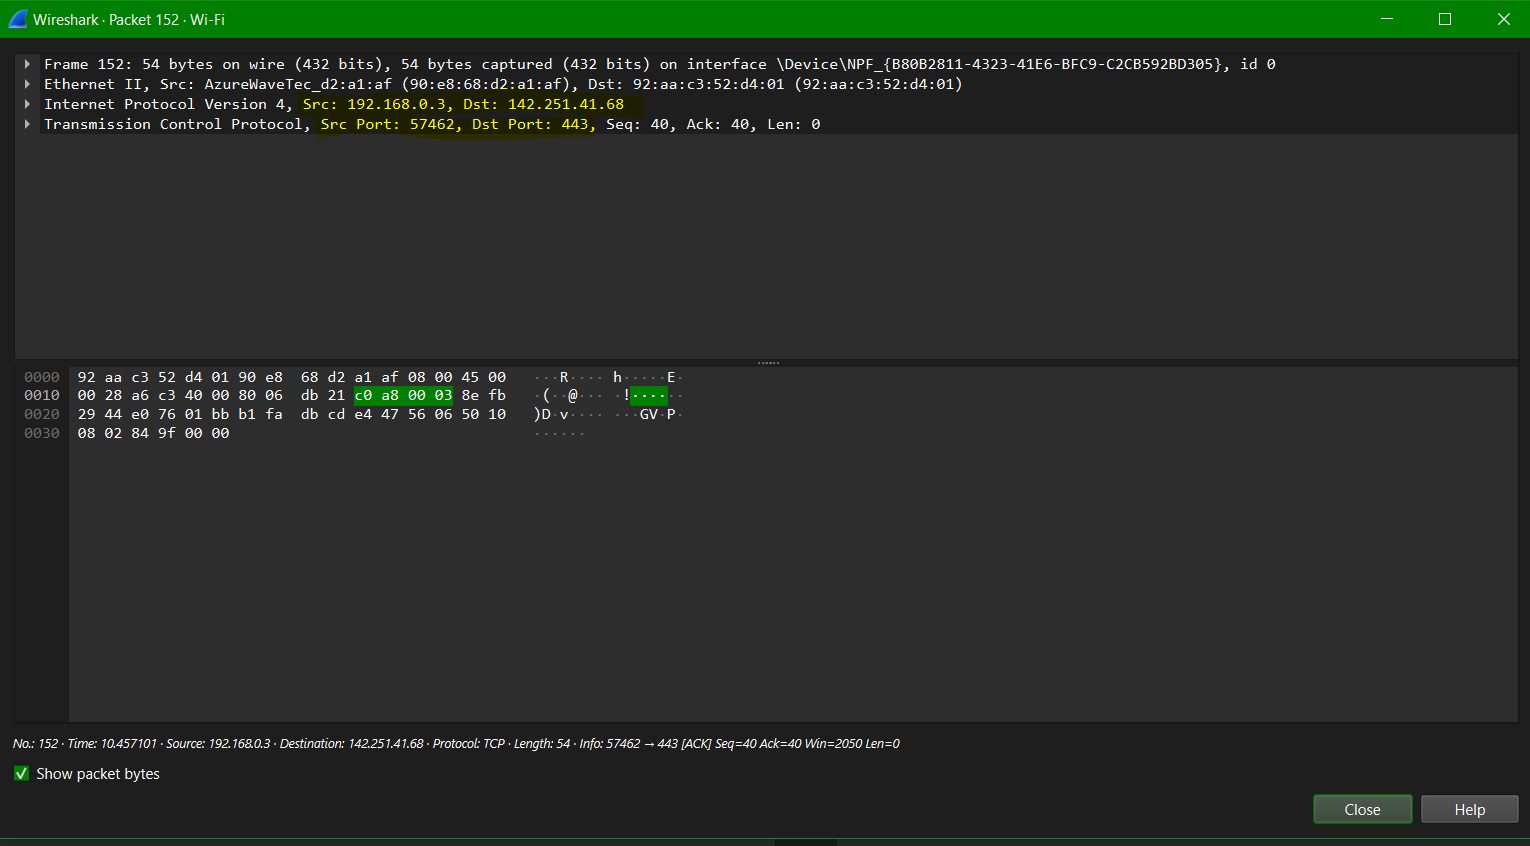 Wireshark · Packet 152 · Wi-Fi
Frame 152: 54 bytes on wire (432 bits), 54 bytes captured (432 bits) on interface \Device\NPF_{B80B2811-4323-41E6-BFC9-C2CB592BD305}, id 0
Ethernet II, Src: AzureWaveTec_d2:a1:af (90:e8:68:d2:a1:af), Dst: 92:aa:c3:52:d4:01 (92:aa:c3:52:d4:01)
Internet Protocol Version 4, Src: 192.168.0.3, Dst: 142.251.41.68
Transmission Control Protocol, Src Port: 57462, Dst Port: 443, Seq: 40, Ack: 40, Len: 0
0000 92 aa c3 52 d4 01 90 e8 68 d2 a1 af 08 00 45 00 ···R···· h·····E·
0010 00 28 a6 c3 40 00 80 06 db 21 c0 a8 00 03 8e fb ·(··@··· ·!······
0020 29 44 e0 76 01 bb b1 fa db cd e4 47 56 06 50 10 )D·v···· ···GV·P·
0030 08 02 84 9f 00 00 ······
No.: 152 · Time: 10.457101 · Source: 192.168.0.3 · Destination: 142.251.41.68 · Protocol: TCP · Length: 54 · Info: 57462 → 443 [ACK] Seq=40 Ack=40 Win=2050 Len=0
Show packet bytes
Close Help